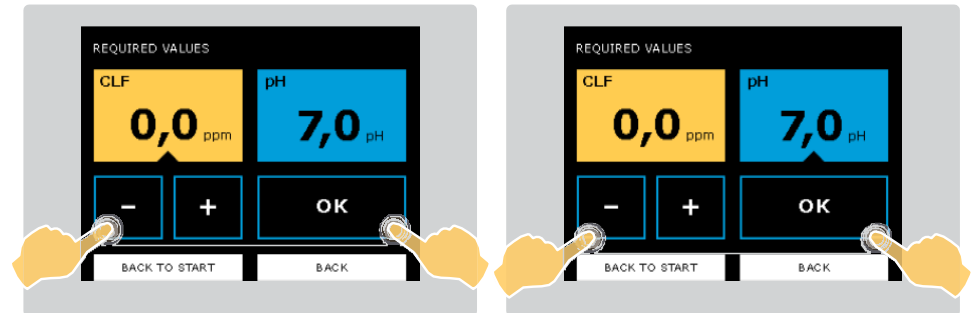 REQUIRED VALUES
CLF
0,0 ppm
pH
7,0 pH
-
+
OK
BACK TO START
BACK
REQUIRED VALUES
CLF
0,0 ppm
pH
7,0 pH
-
+
OK
BACK TO START
BACK